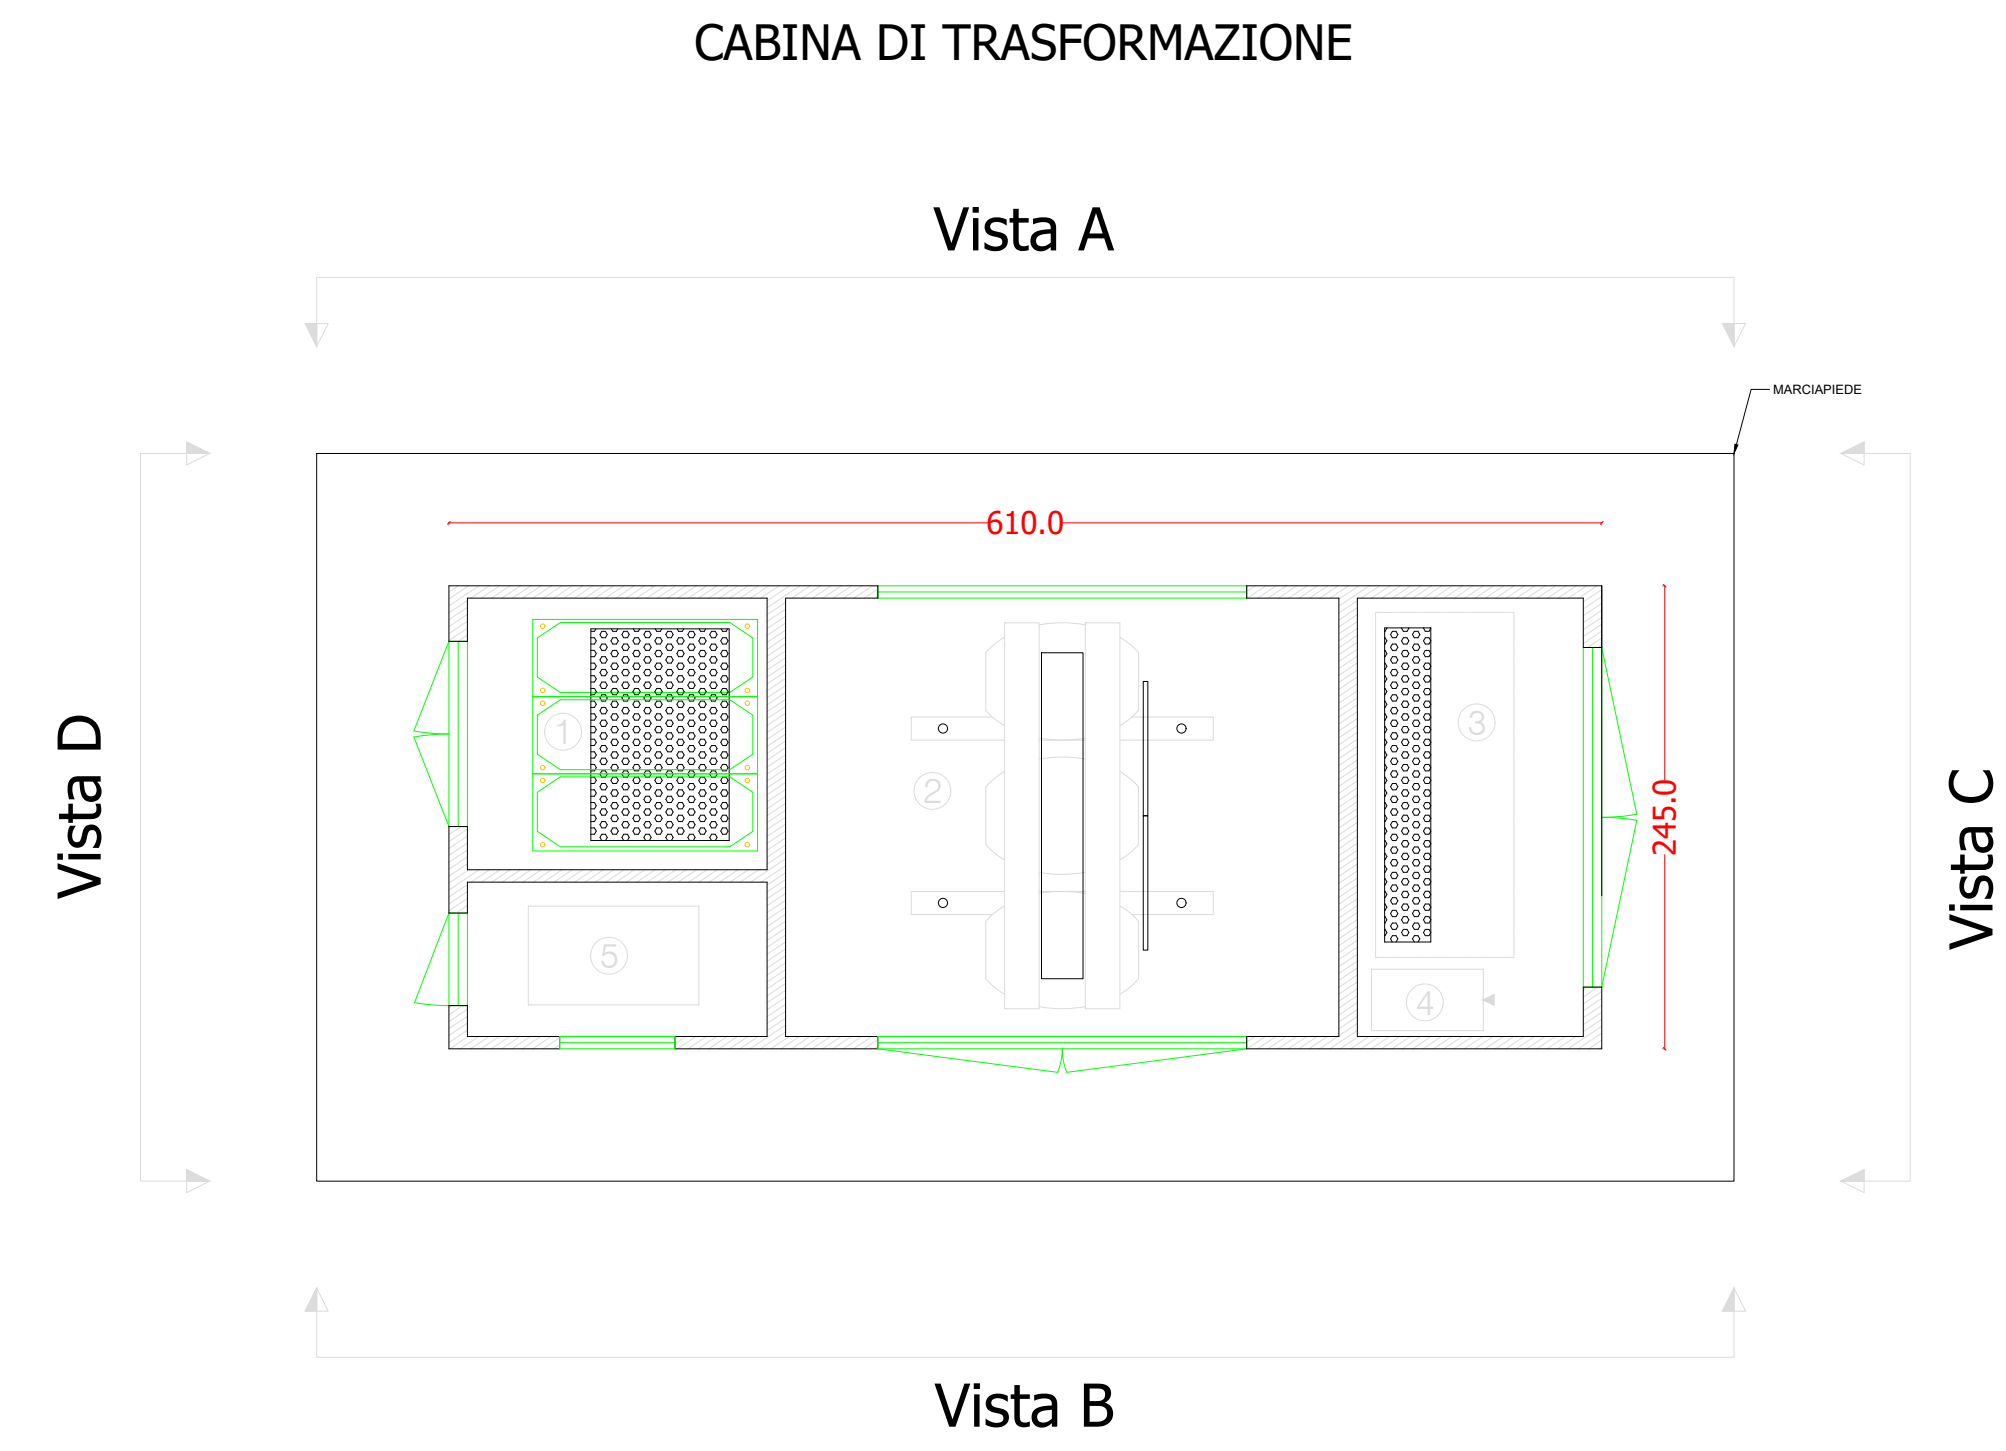 CABINA DI TRASFORMAZIONE
Vista A
MARCIAPIEDE
610.0
1
2
3
245.0
Vista D
Vista C
5
4
Vista B